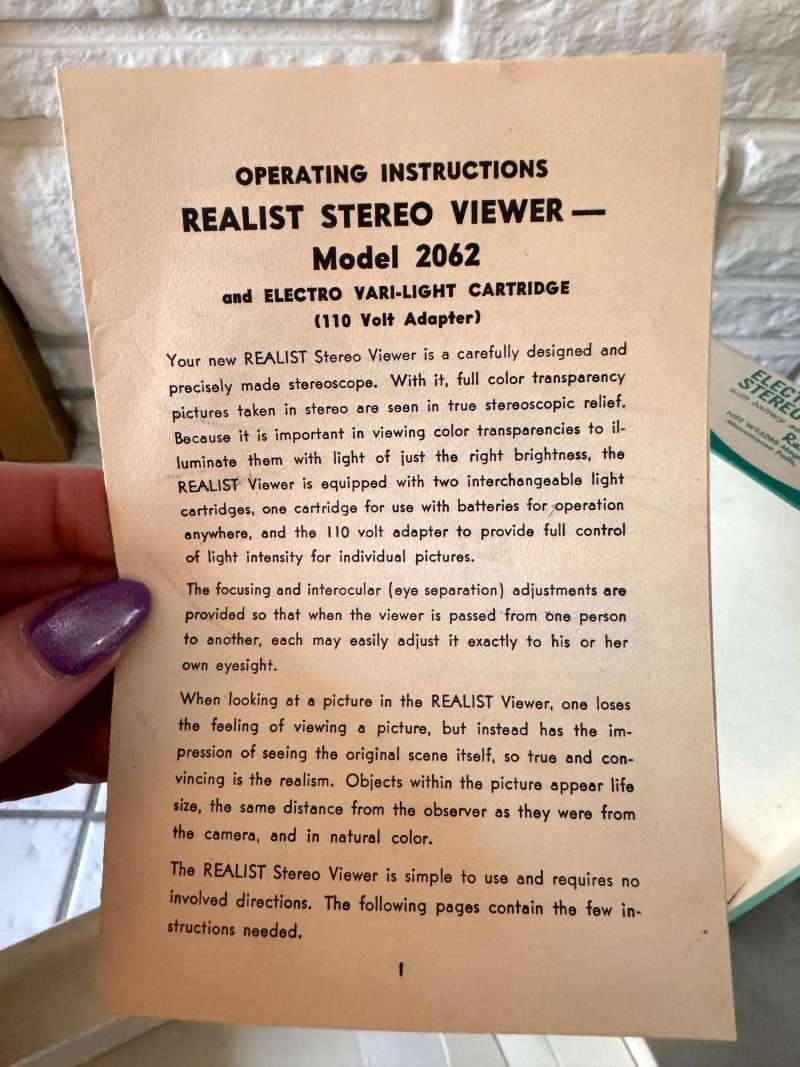 OPERATING INSTRUCTIONS
REALIST STEREO VIEWER —
Model 2062
and ELECTRO VARI-LIGHT CARTRIDGE
(110 Volt Adapter)
Your new REALIST Stereo Viewer is a carefully designed and
precisely made stereoscope. With it, full color transparency
pictures taken in stereo are seen in true stereoscopic relief.
Because it is important in viewing color transparencies to il-
luminate them with light of just the right brightness, the
REALIST Viewer is equipped with two interchangeable light
cartridges, one cartridge for use with batteries for operation
anywhere, and the 110 volt adapter to provide full control
of light intensity for individual pictures.
The focusing and interocular (eye separation) adjustments are
provided so that when the viewer is passed from one person
to another, each may easily adjust it exactly to his or her
own eyesight.
When looking at a picture in the REALIST Viewer, one loses
the feeling of viewing a picture, but instead has the im-
pression of seeing the original scene itself, so true and con-
vincing is the realism. Objects within the picture appear life
size, the same distance from the observer as they were from
the camera, and in natural color.
The REALIST Stereo Viewer is simple to use and requires no
involved directions. The following pages contain the few in-
structions needed.
1
ELECT
STEREO
with battery
N93 W16288
Falls,